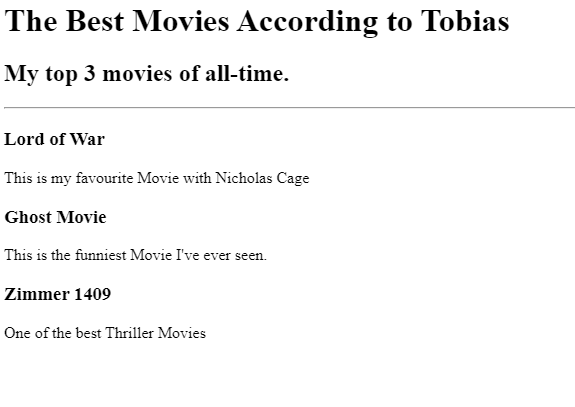 The Best Movies According to Tobias
My top 3 movies of all-time.
Lord of War
This is my favourite Movie with Nicholas Cage
Ghost Movie
This is the funniest Movie I've ever seen.
Zimmer 1409
One of the best Thriller Movies